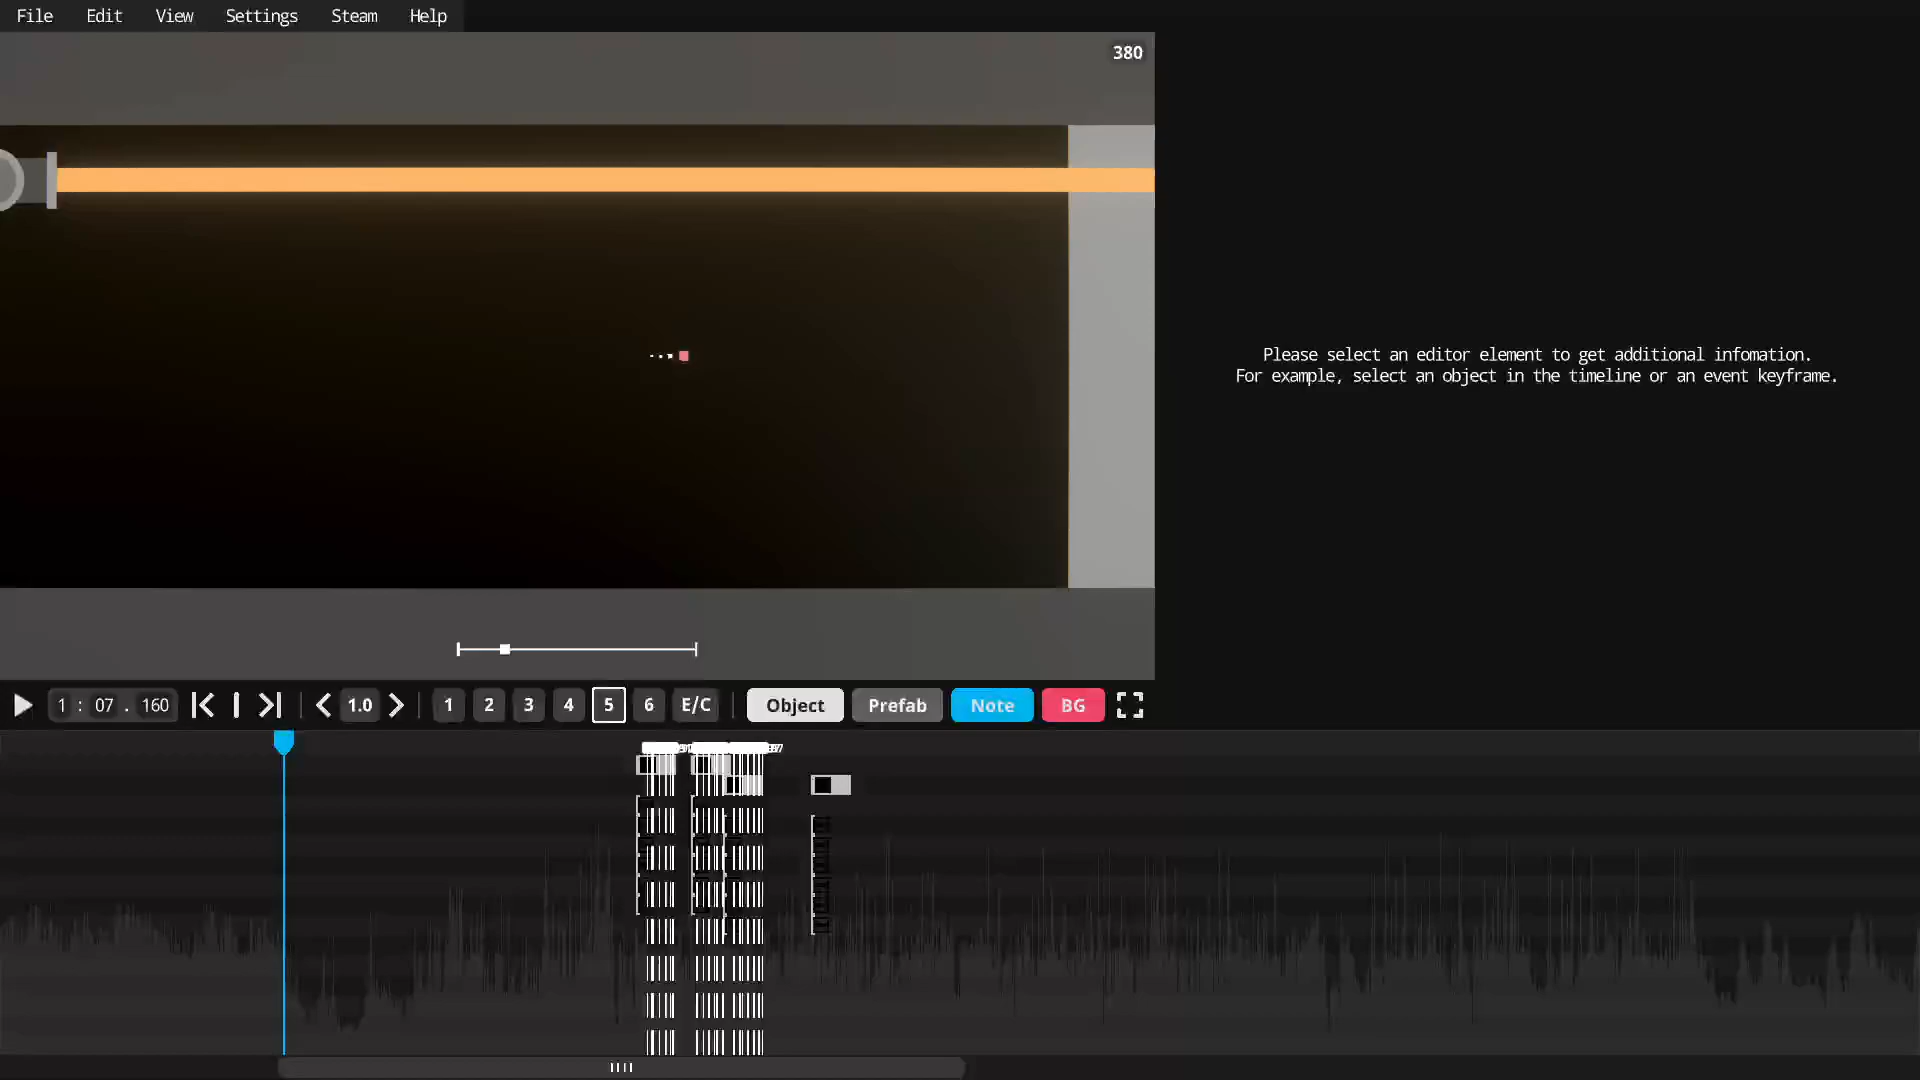 File Edit View Settings Steam Help
380
Please select an editor element to get additional infomation.
For example, select an object in the timeline or an event keyframe.
1 : 07 . 160 1.0 1 2 3 4 5 6 E/C Object Prefab Note BG